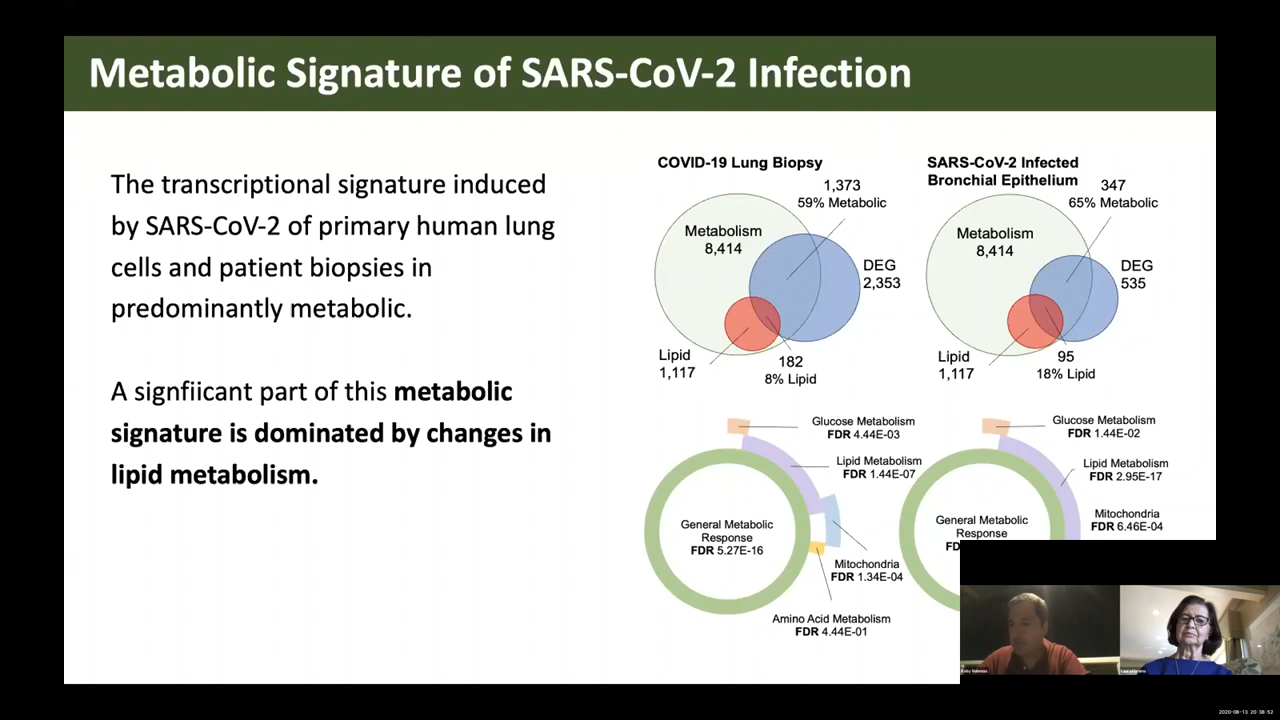 Metabolic Signature of SARS-CoV-2 Infection
The transcriptional signature induced
by SARS-CoV-2 of primary human lung
cells and patient biopsies in
predominantly metabolic.
A signfiicant part of this metabolic
signature is dominated by changes in
lipid metabolism.
COVID-19 Lung Biopsy
1,373
59% Metabolic
Metabolism
8,414
DEG
2,353
Lipid
1,117
182
8% Lipid
SARS-CoV-2 Infected
Bronchial Epithelium
347
65% Metabolic
Metabolism
8,414
DEG
535
Lipid
1,117
95
18% Lipid
Glucose Metabolism
FDR 4.44E-03
Lipid Metabolism
FDR 1.44E-07
General Metabolic
Response
FDR 5.27E-16
Mitochondria
FDR 1.34E-04
Amino Acid Metabolism
FDR 4.44E-01
Glucose Metabolism
FDR 1.44E-02
Lipid Metabolism
FDR 2.95E-17
Mitochondria
FDR 6.46E-04
General Metabolic
Response
2020-08-13 20:38:52